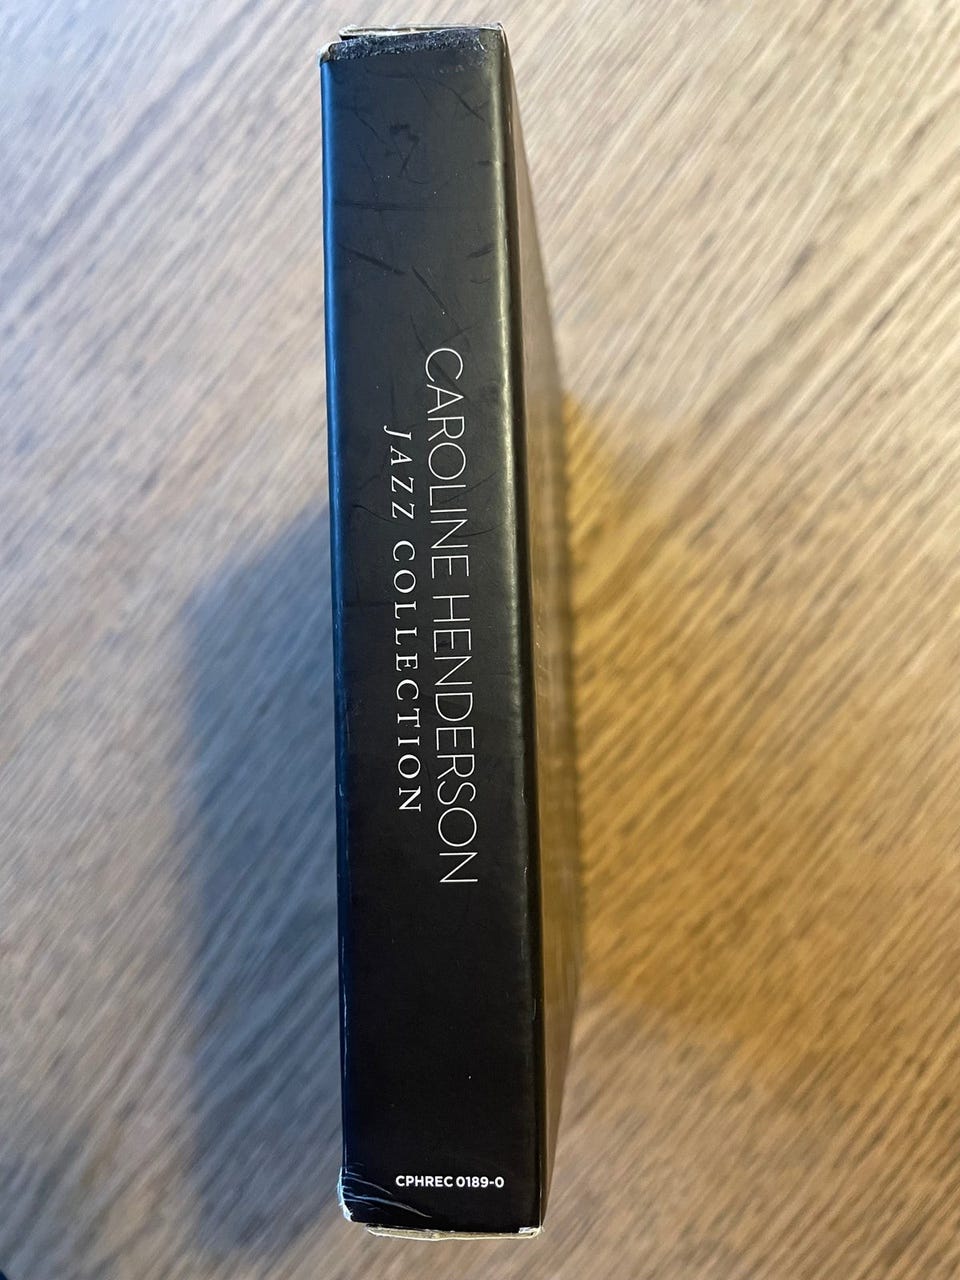 CAROLINE HENDERSON
JAZZ COLLECTION
CPHREC 0189-0